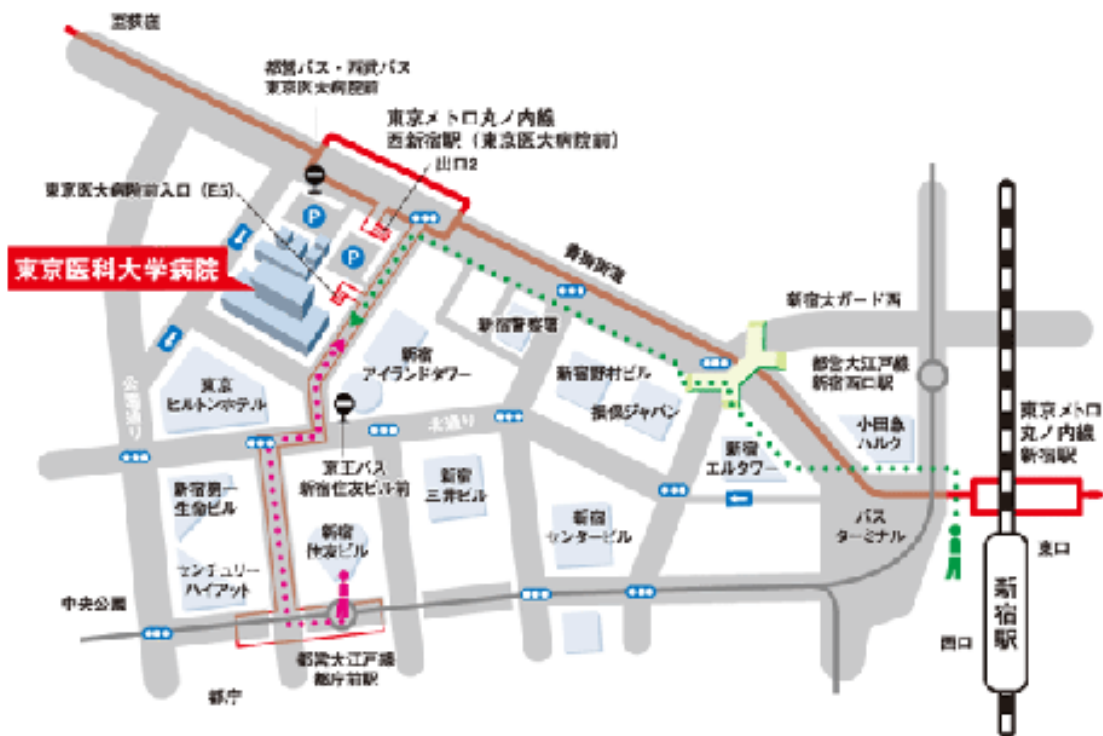 至荻窪
都営バス・西武バス
東京医大病院前
東京メトロ丸ノ内線
西新宿駅（東京医大病院前）
出口2
東京医大病院前入口（E5）
P
P
東京医科大学病院
青梅街道
新宿大ガード西
新宿警察署
新宿
アイランドタワー
新宿野村ビル
損保ジャパン
都営大江戸線
新宿西口駅
小田急
ハルク
東京メトロ
丸ノ内線
新宿駅
東京
ヒルトンホテル
公園通り
北通り
新宿
エルタワー
京王バス
新宿住友ビル前
新宿
三井ビル
新宿第一
生命ビル
新宿
住友ビル
新宿
センタービル
バス
ターミナル
東口
センチュリー
ハイアット
中央公園
新宿駅
西口
都営大江戸線
都庁前駅
都庁